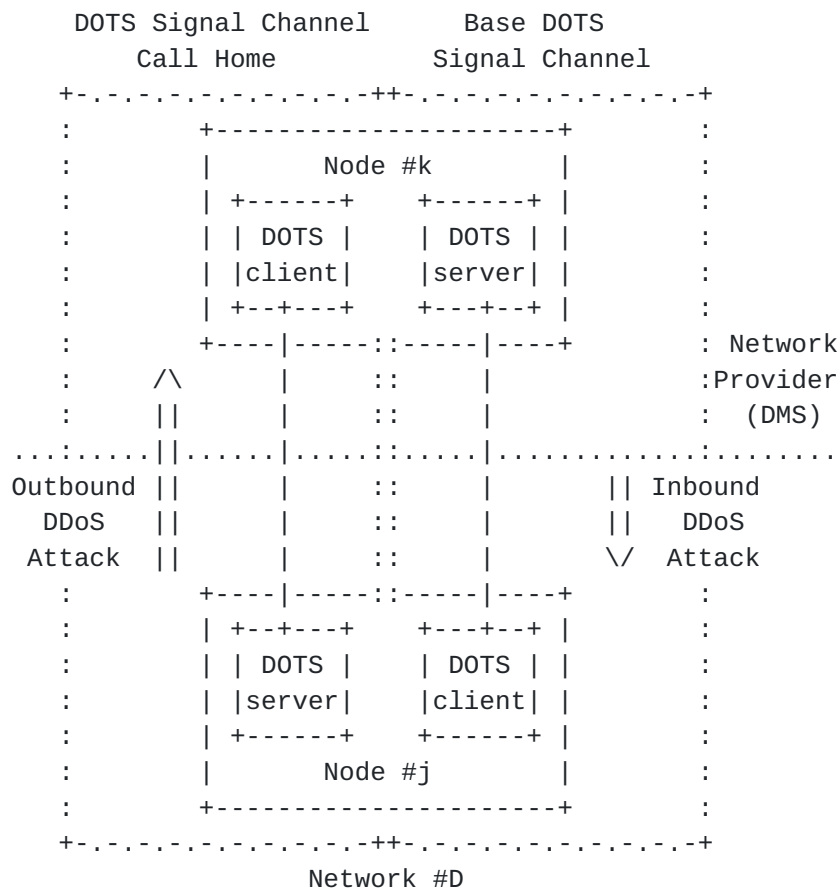 DOTS Signal Channel Base DOTS
Call Home Signal Channel
Node #k
DOTS DOTS
client server
Network
Provider
(DMS)
Outbound Inbound
DDoS DDoS
Attack Attack
DOTS DOTS
server client
Node #j
Network #D